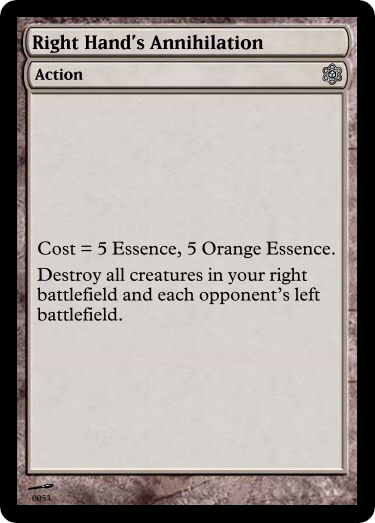 Right Hand's Annihilation
Action
Cost = 5 Essence, 5 Orange Essence.
Destroy all creatures in your right
battlefield and each opponent's left
battlefield.
0053